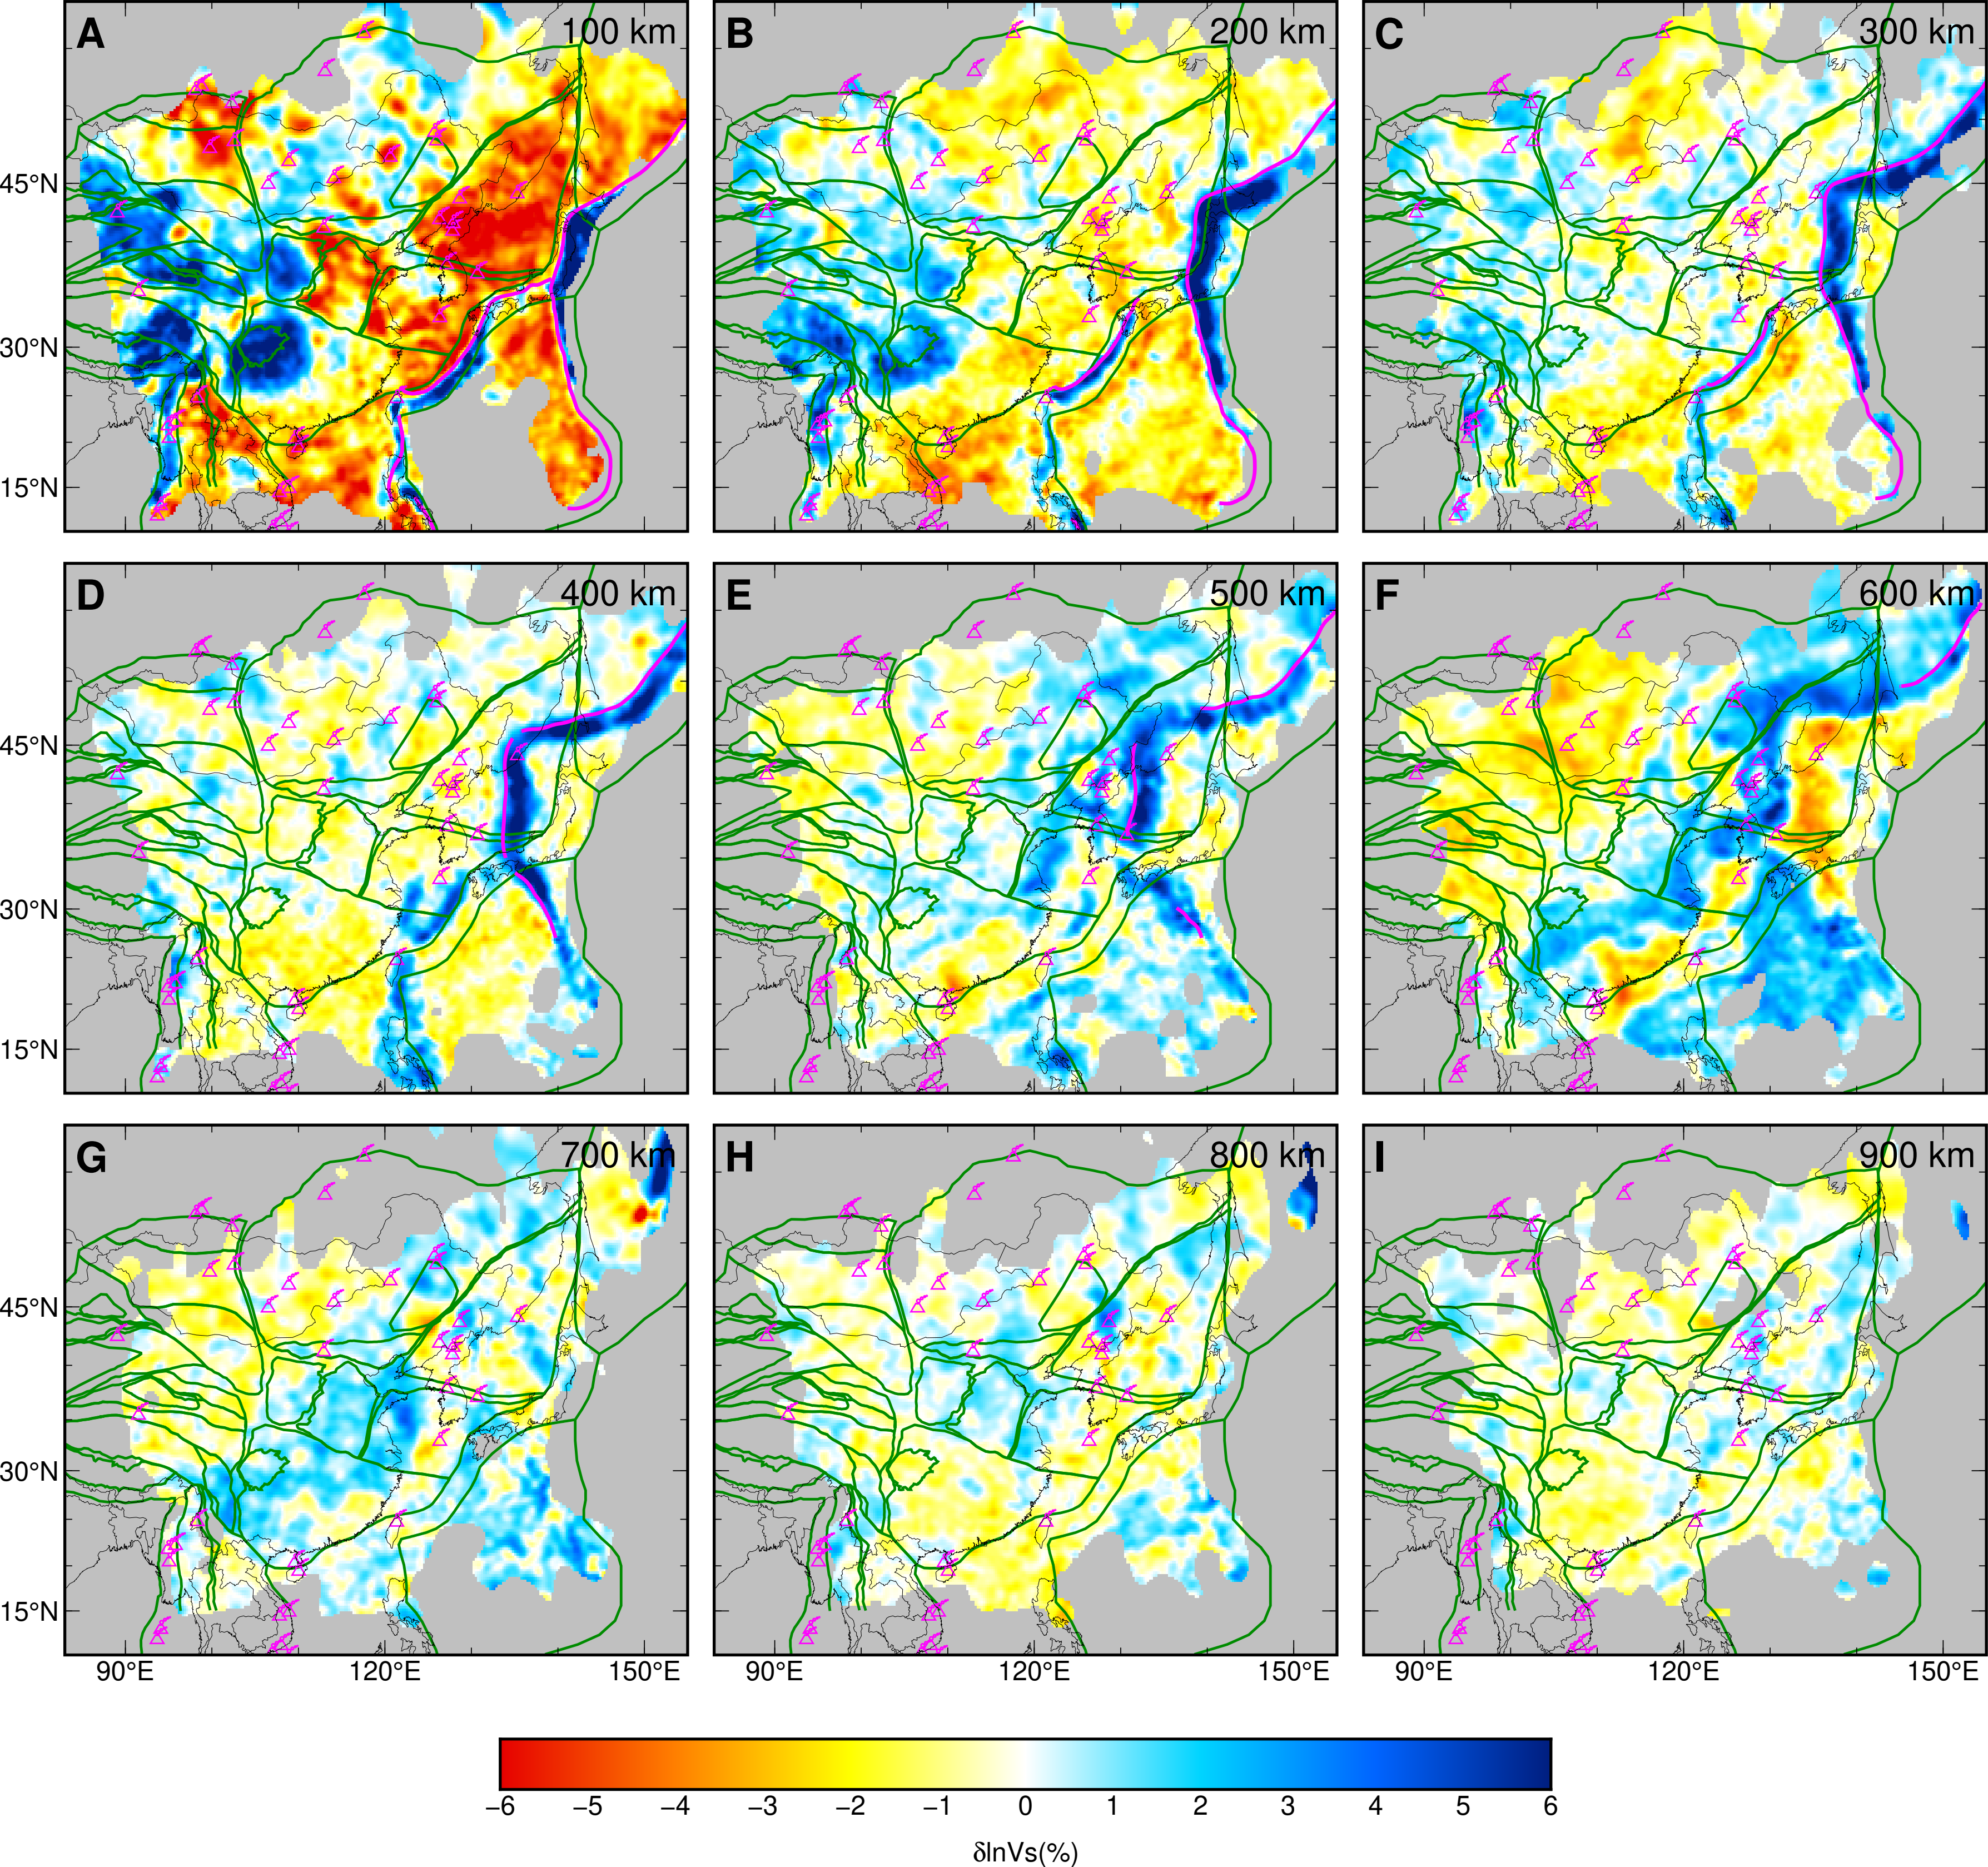 A 100 km
B 200 km
C 300 km
45°N
30°N
15°N
D 400 km
E 500 km
F 600 km
45°N
30°N
15°N
G 700 km
H 800 km
I 900 km
45°N
30°N
15°N
90°E 120°E 150°E 90°E 120°E 150°E 90°E 120°E 150°E
−6 −5 −4 −3 −2 −1 0 1 2 3 4 5 6
δlnVs(%)